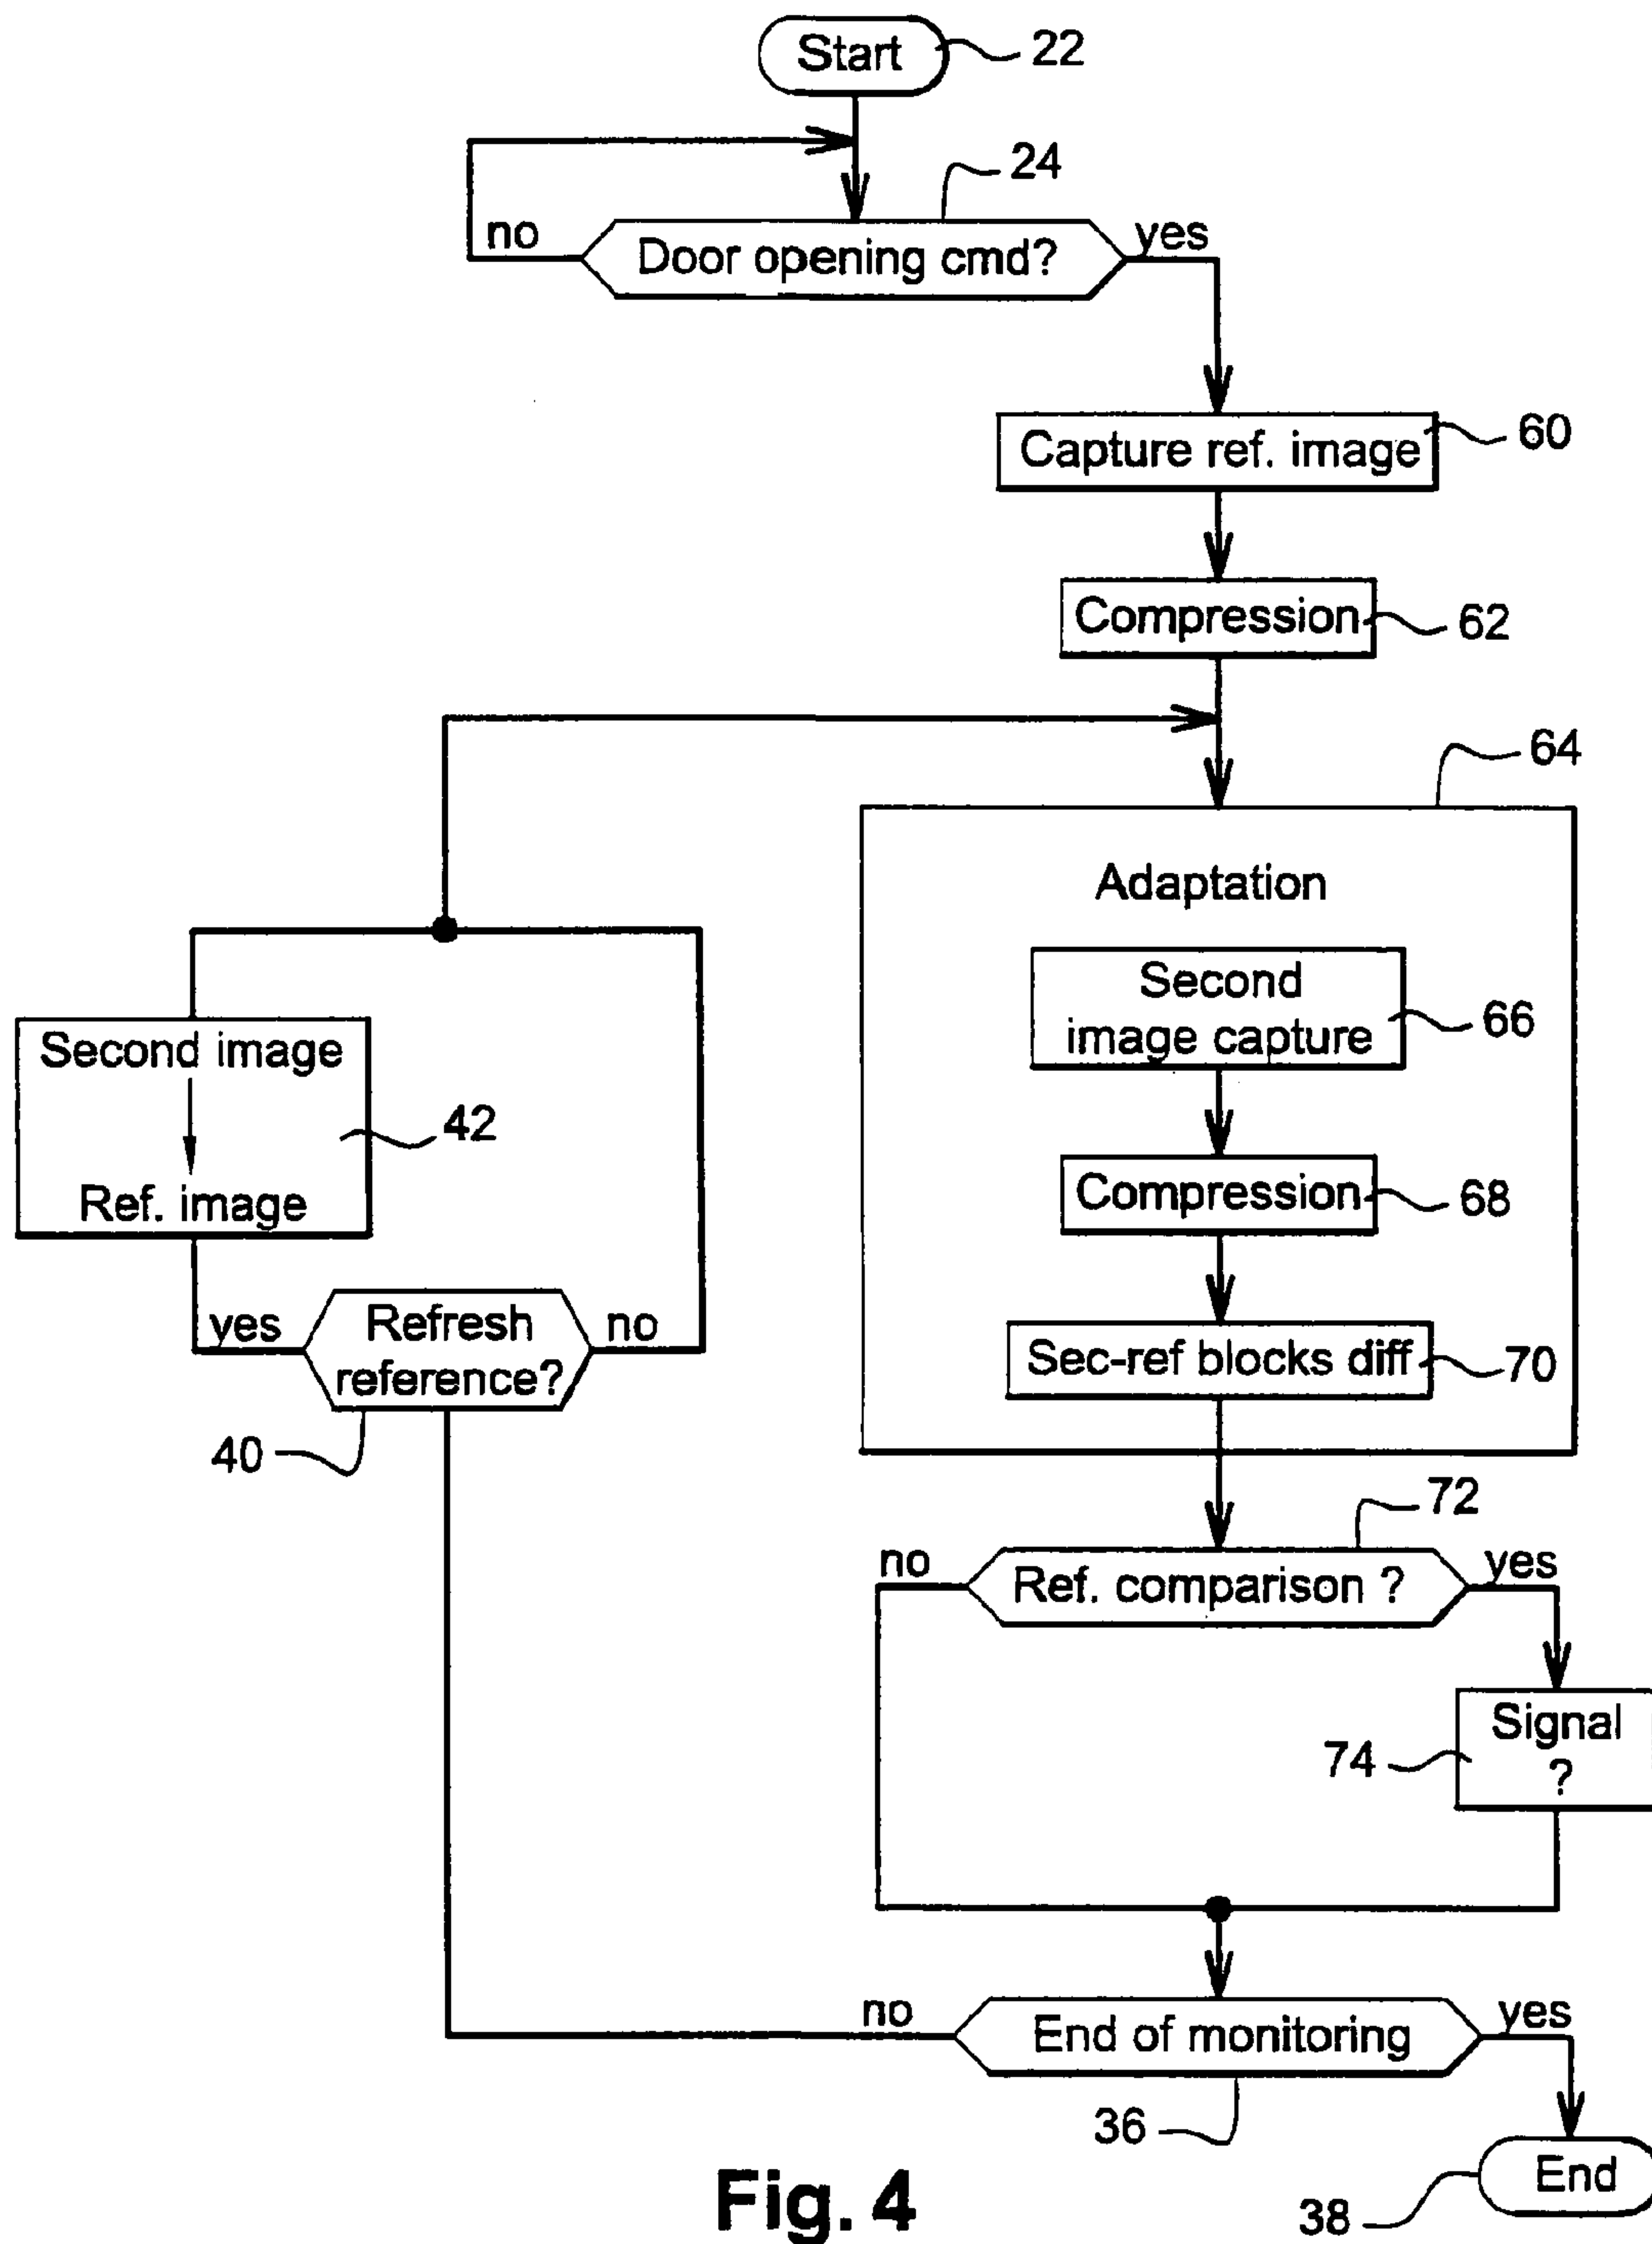 Start
22
24
no
Door opening cmd?
yes
Capture ref. image
60
Compression
62
64
Adaptation
Second
image capture
66
Second image
Ref. image
42
Compression
68
yes
Refresh
reference?
no
Sec-ref blocks diff
70
40
72
no
Ref. comparison ?
yes
Signal
?
74
no
End of monitoring
yes
36
End
38
Fig. 4